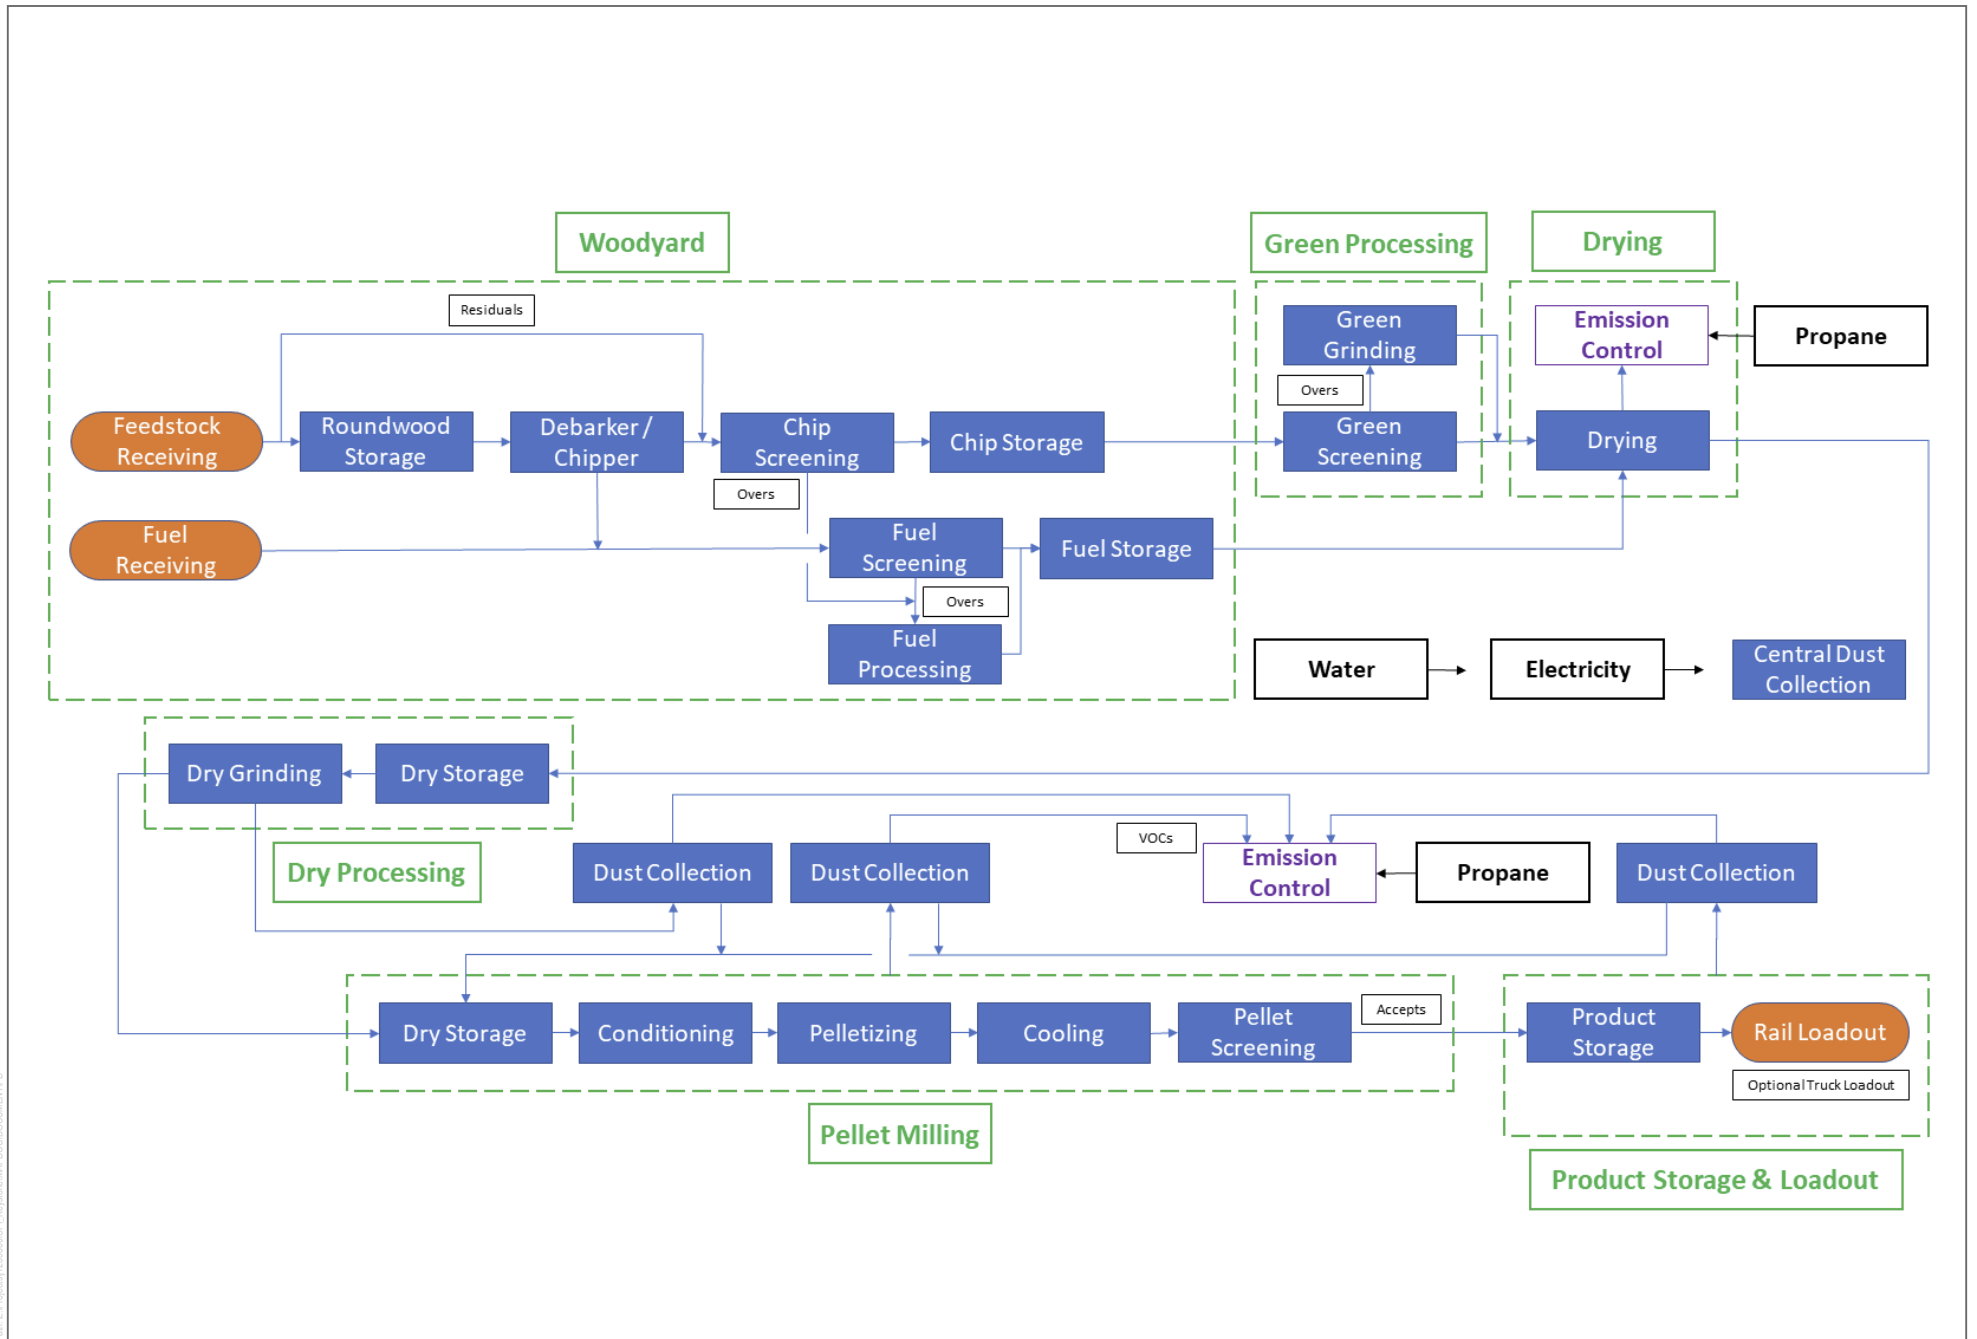 Woodyard
Green Processing
Drying
Residuals
Emission
Control
Propane
Green
Grinding
Overs
Feedstock
Receiving
Roundwood
Storage
Debarker /
Chipper
Chip
Screening
Chip Storage
Green
Screening
Drying
Overs
Fuel
Receiving
Fuel
Screening
Fuel Storage
Overs
Fuel
Processing
Water
Electricity
Central Dust
Collection
Dry Grinding
Dry Storage
Dry Processing
Dust Collection
Dust Collection
VOCs
Emission
Control
Propane
Dust Collection
Dry Storage
Conditioning
Pelletizing
Cooling
Pellet
Screening
Accepts
Product
Storage
Rail Loadout
Optional Truck Loadout
Pellet Milling
Product Storage & Loadout